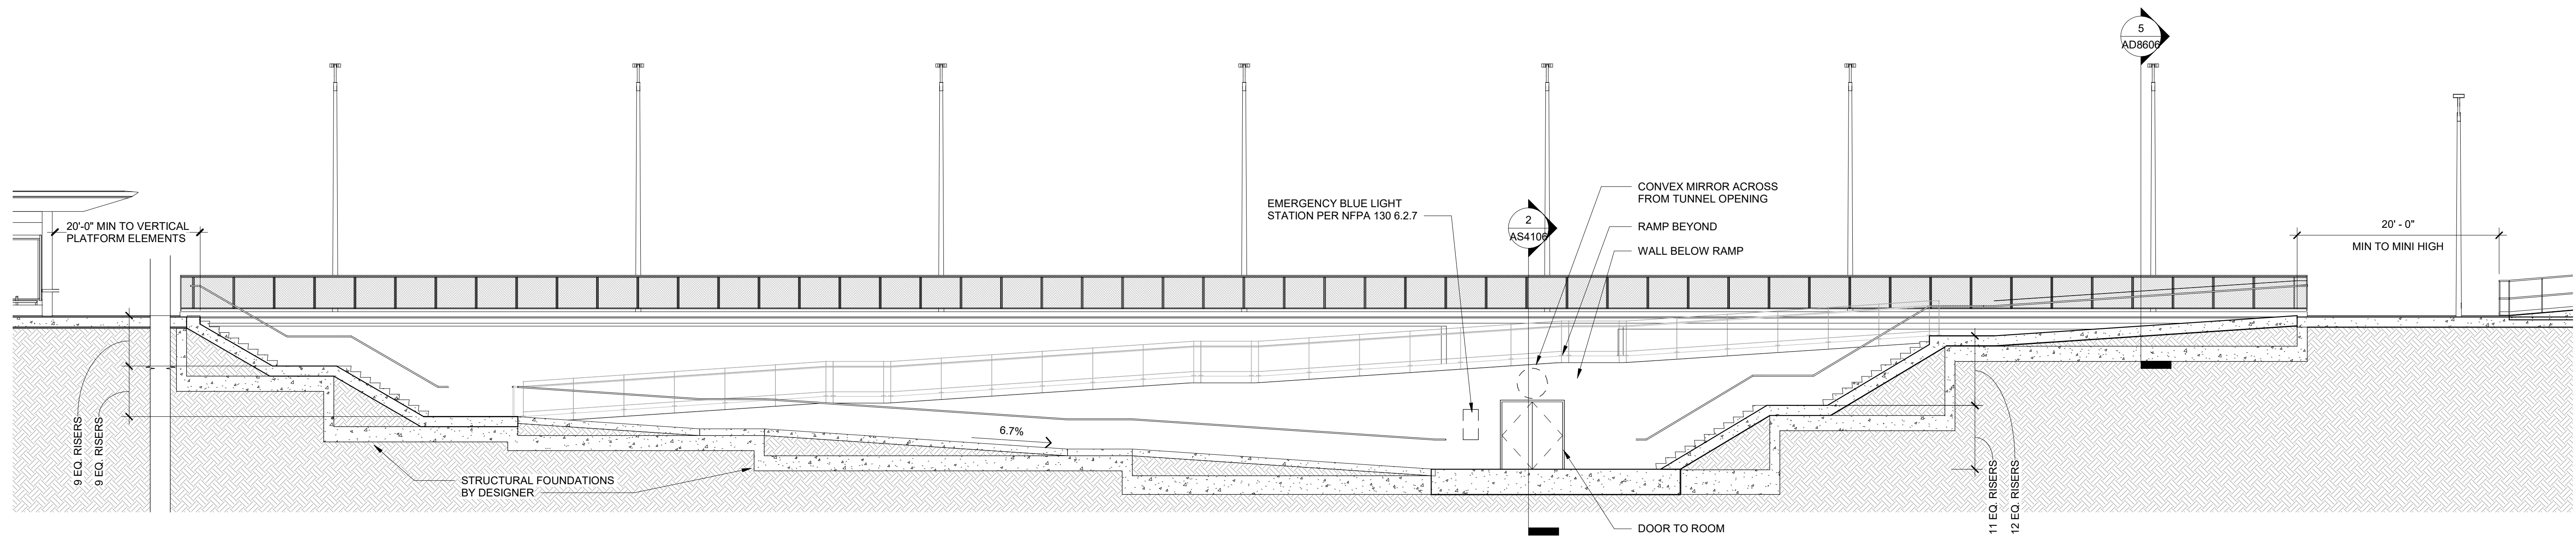 5
AD8606
20'-0" MIN TO VERTICAL
PLATFORM ELEMENTS
EMERGENCY BLUE LIGHT
STATION PER NFPA 130 6.2.7
2
AS4106
CONVEX MIRROR ACROSS
FROM TUNNEL OPENING
RAMP BEYOND
WALL BELOW RAMP
20' - 0"
MIN TO MINI HIGH
9 EQ. RISERS
9 EQ. RISERS
6.7%
STRUCTURAL FOUNDATIONS
BY DESIGNER
DOOR TO ROOM
11 EQ. RISERS
12 EQ. RISERS